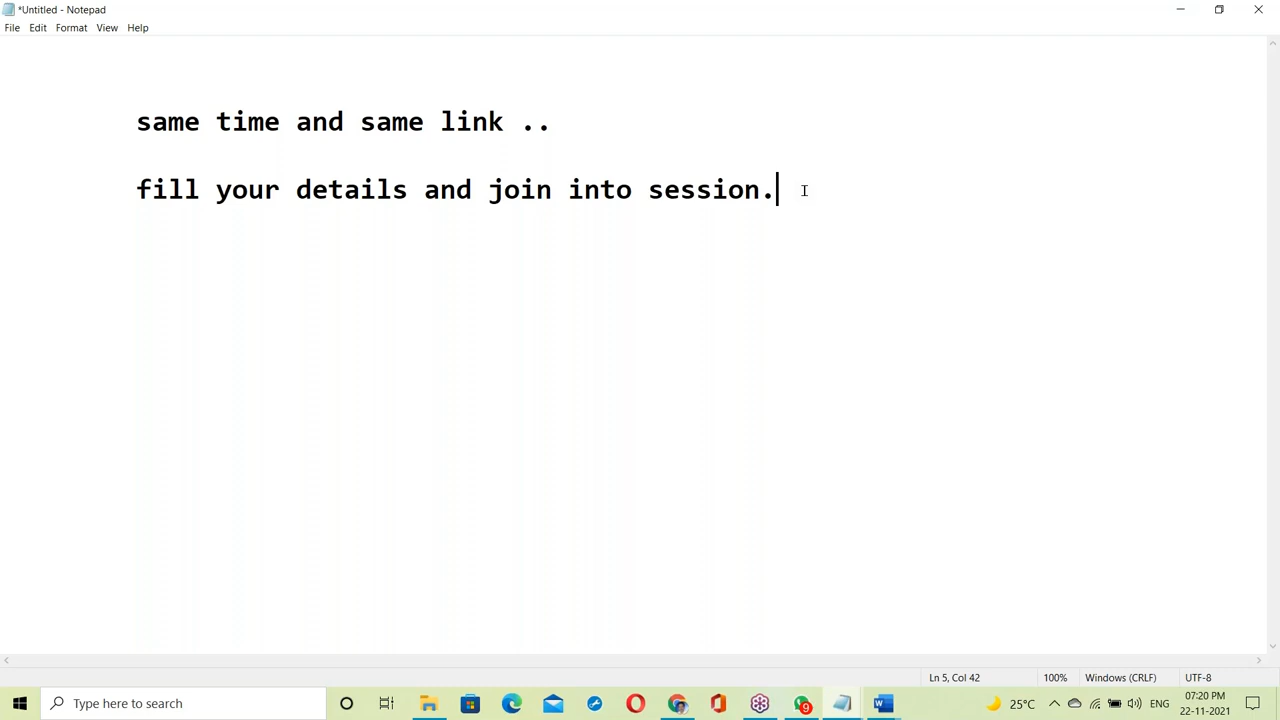 *Untitled - Notepad
File Edit Format View Help
same time and same link ..
fill your details and join into session.
Ln 5, Col 42 100% Windows (CRLF) UTF-8
Type here to search 9 25°C ENG 07:20 PM
22-11-2021